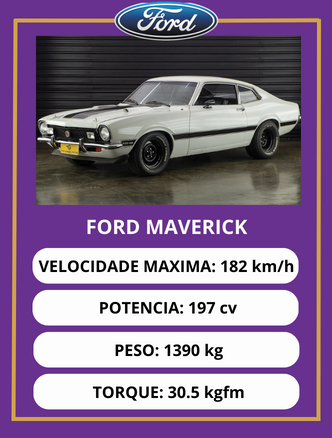 Ford
FORD MAVERICK
VELOCIDADE MAXIMA: 182 km/h
POTENCIA: 197 cv
PESO: 1390 kg
TORQUE: 30.5 kgfm